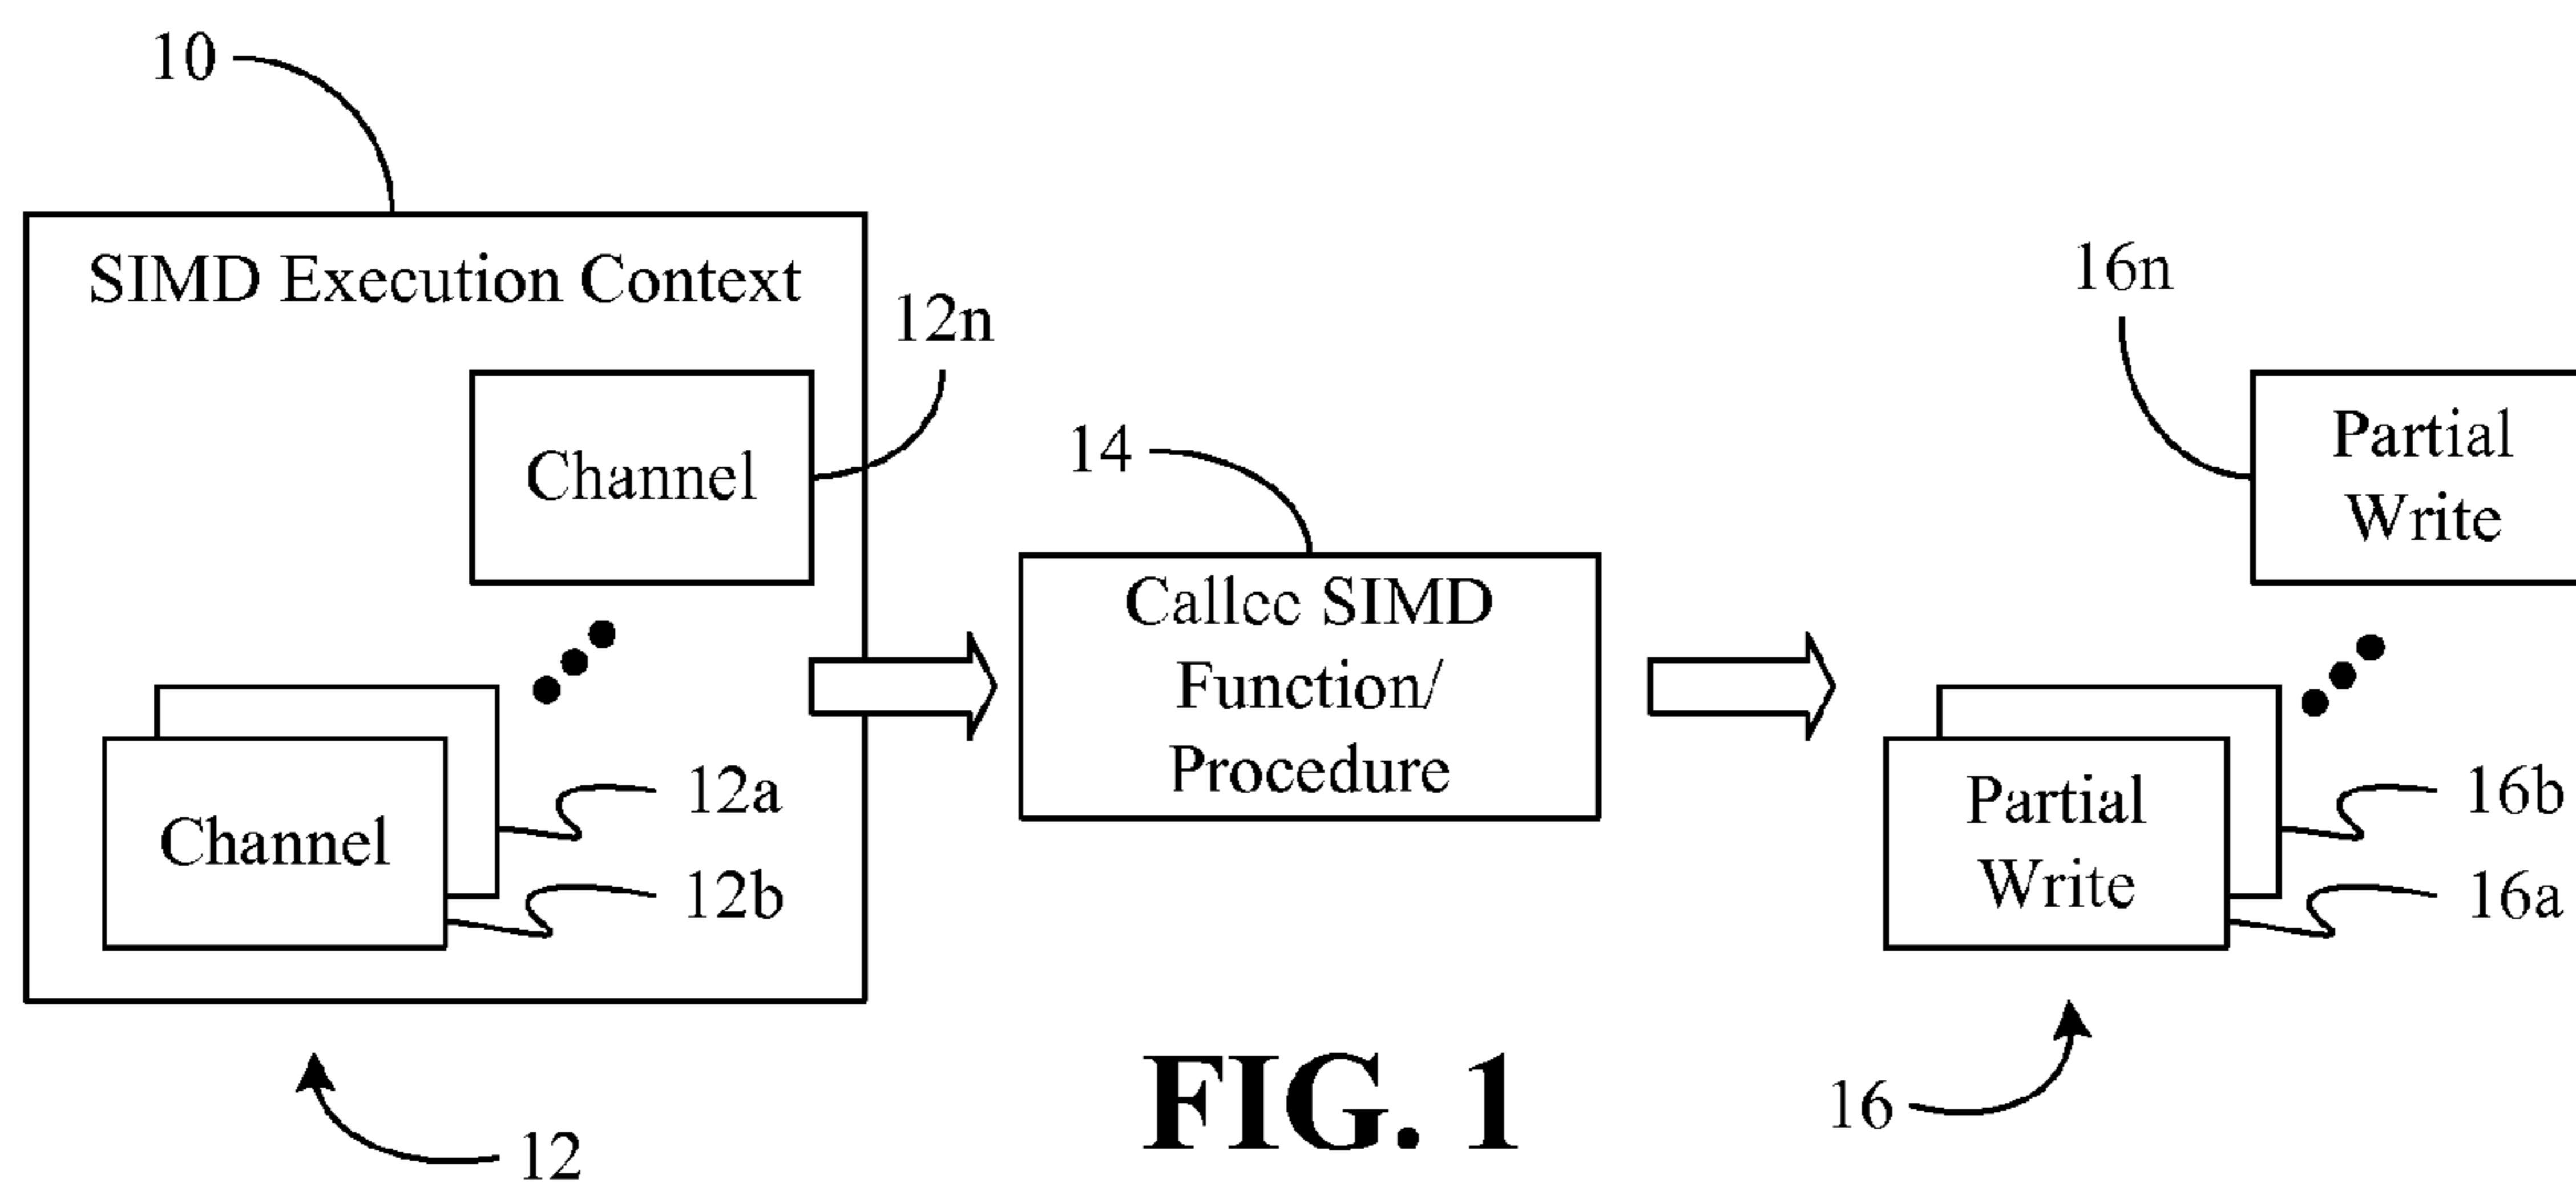 10
SIMD Execution Context
12n
16n
Channel
14
Partial
Write
Callee SIMD
Function/
Procedure
12a
Channel
12b
Partial
Write
16b
16a
12
FIG. 1
16